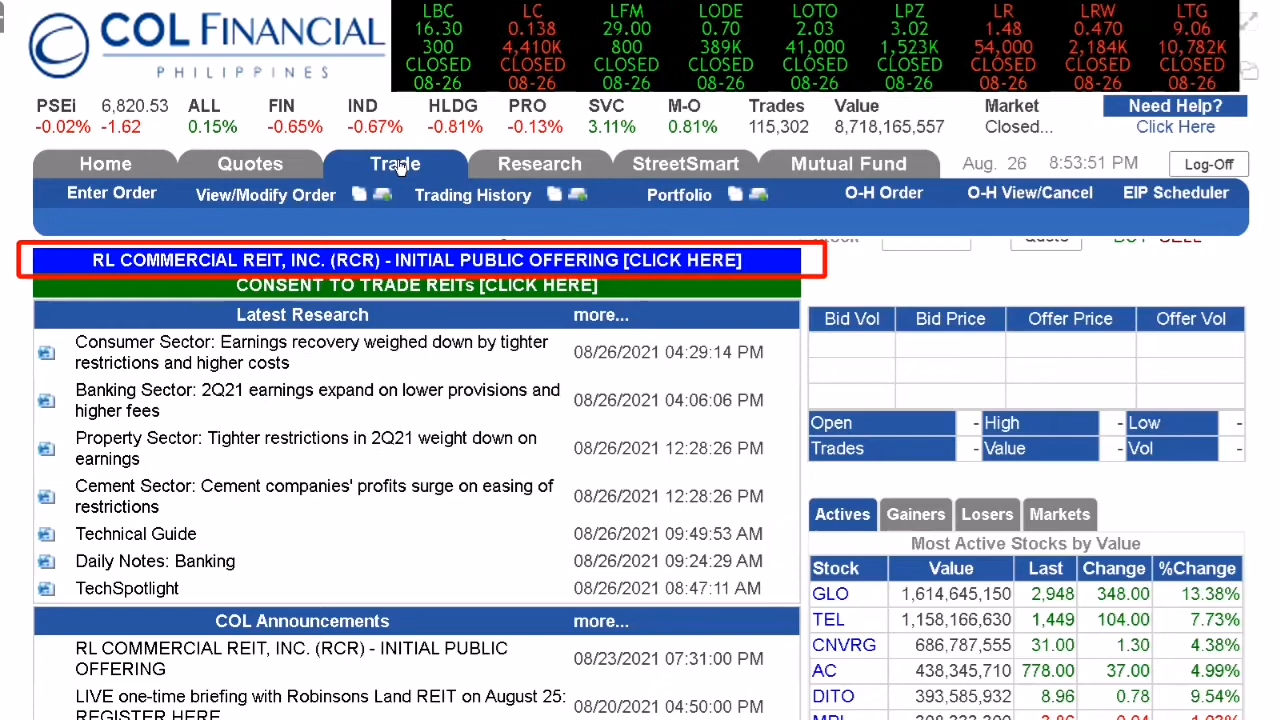 COL FINANCIAL
PHILIPPINES
LBC LC LFM LODE LOTO LPZ LR LRW LTG
16.30 0.138 29.00 0.70 2.03 3.02 1.48 0.470 9.06
300 4,410K 800 389K 41,000 1,523K 54,000 2,184K 10,782K
CLOSED CLOSED CLOSED CLOSED CLOSED CLOSED CLOSED CLOSED CLOSED
08-26 08-26 08-26 08-26 08-26 08-26 08-26 08-26 08-26
PSEi 6,820.53 ALL FIN IND HLDG PRO SVC M-O Trades Value Market Need Help?
-0.02% -1.62 0.15% -0.65% -0.67% -0.81% -0.13% 3.11% 0.81% 115,302 8,718,165,557 Closed... Click Here
Home Quotes Trade Research StreetSmart Mutual Fund Aug. 26 8:53:51 PM Log-Off
Enter Order View/Modify Order Trading History Portfolio O-H Order O-H View/Cancel EIP Scheduler
RL COMMERCIAL REIT, INC. (RCR) - INITIAL PUBLIC OFFERING [CLICK HERE]
CONSENT TO TRADE REITs [CLICK HERE]
Latest Research more...
Consumer Sector: Earnings recovery weighed down by tighter
restrictions and higher costs 08/26/2021 04:29:14 PM
Banking Sector: 2Q21 earnings expand on lower provisions and
higher fees 08/26/2021 04:06:06 PM
Property Sector: Tighter restrictions in 2Q21 weight down on
earnings 08/26/2021 12:28:26 PM
Cement Sector: Cement companies' profits surge on easing of
restrictions 08/26/2021 12:28:26 PM
Technical Guide 08/26/2021 09:49:53 AM
Daily Notes: Banking 08/26/2021 09:24:29 AM
TechSpotlight 08/26/2021 08:47:11 AM
COL Announcements more...
RL COMMERCIAL REIT, INC. (RCR) - INITIAL PUBLIC
OFFERING 08/23/2021 07:31:00 PM
LIVE one-time briefing with Robinsons Land REIT on August 25:
REGISTER HERE 08/20/2021 04:50:00 PM
Bid Vol Bid Price Offer Price Offer Vol
Open - High - Low -
Trades - Value - Vol -
Actives Gainers Losers Markets
Most Active Stocks by Value
Stock Value Last Change %Change
GLO 1,614,645,150 2,948 348.00 13.38%
TEL 1,158,166,630 1,449 104.00 7.73%
CNVRG 686,787,555 31.00 1.30 4.38%
AC 438,345,710 778.00 37.00 4.99%
DITO 393,585,932 8.96 0.78 9.54%